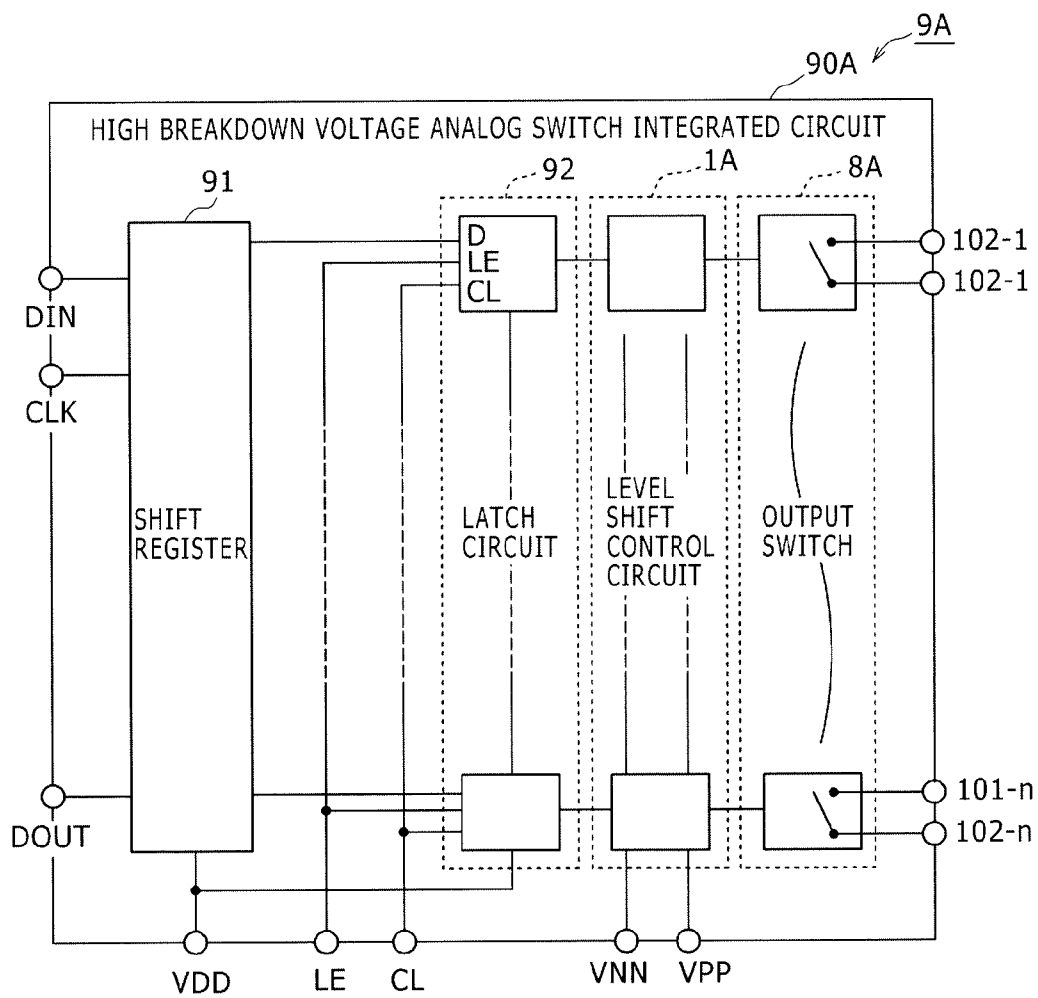 9A
90A
HIGH BREAKDOWN VOLTAGE ANALOG SWITCH INTEGRATED CIRCUIT
91
92
1A
8A
D
LE
CL
102-1
102-1
DIN
CLK
SHIFT
REGISTER
LATCH
CIRCUIT
LEVEL
SHIFT
CONTROL
CIRCUIT
OUTPUT
SWITCH
DOUT
101-n
102-n
VDD
LE
CL
VNN
VPP